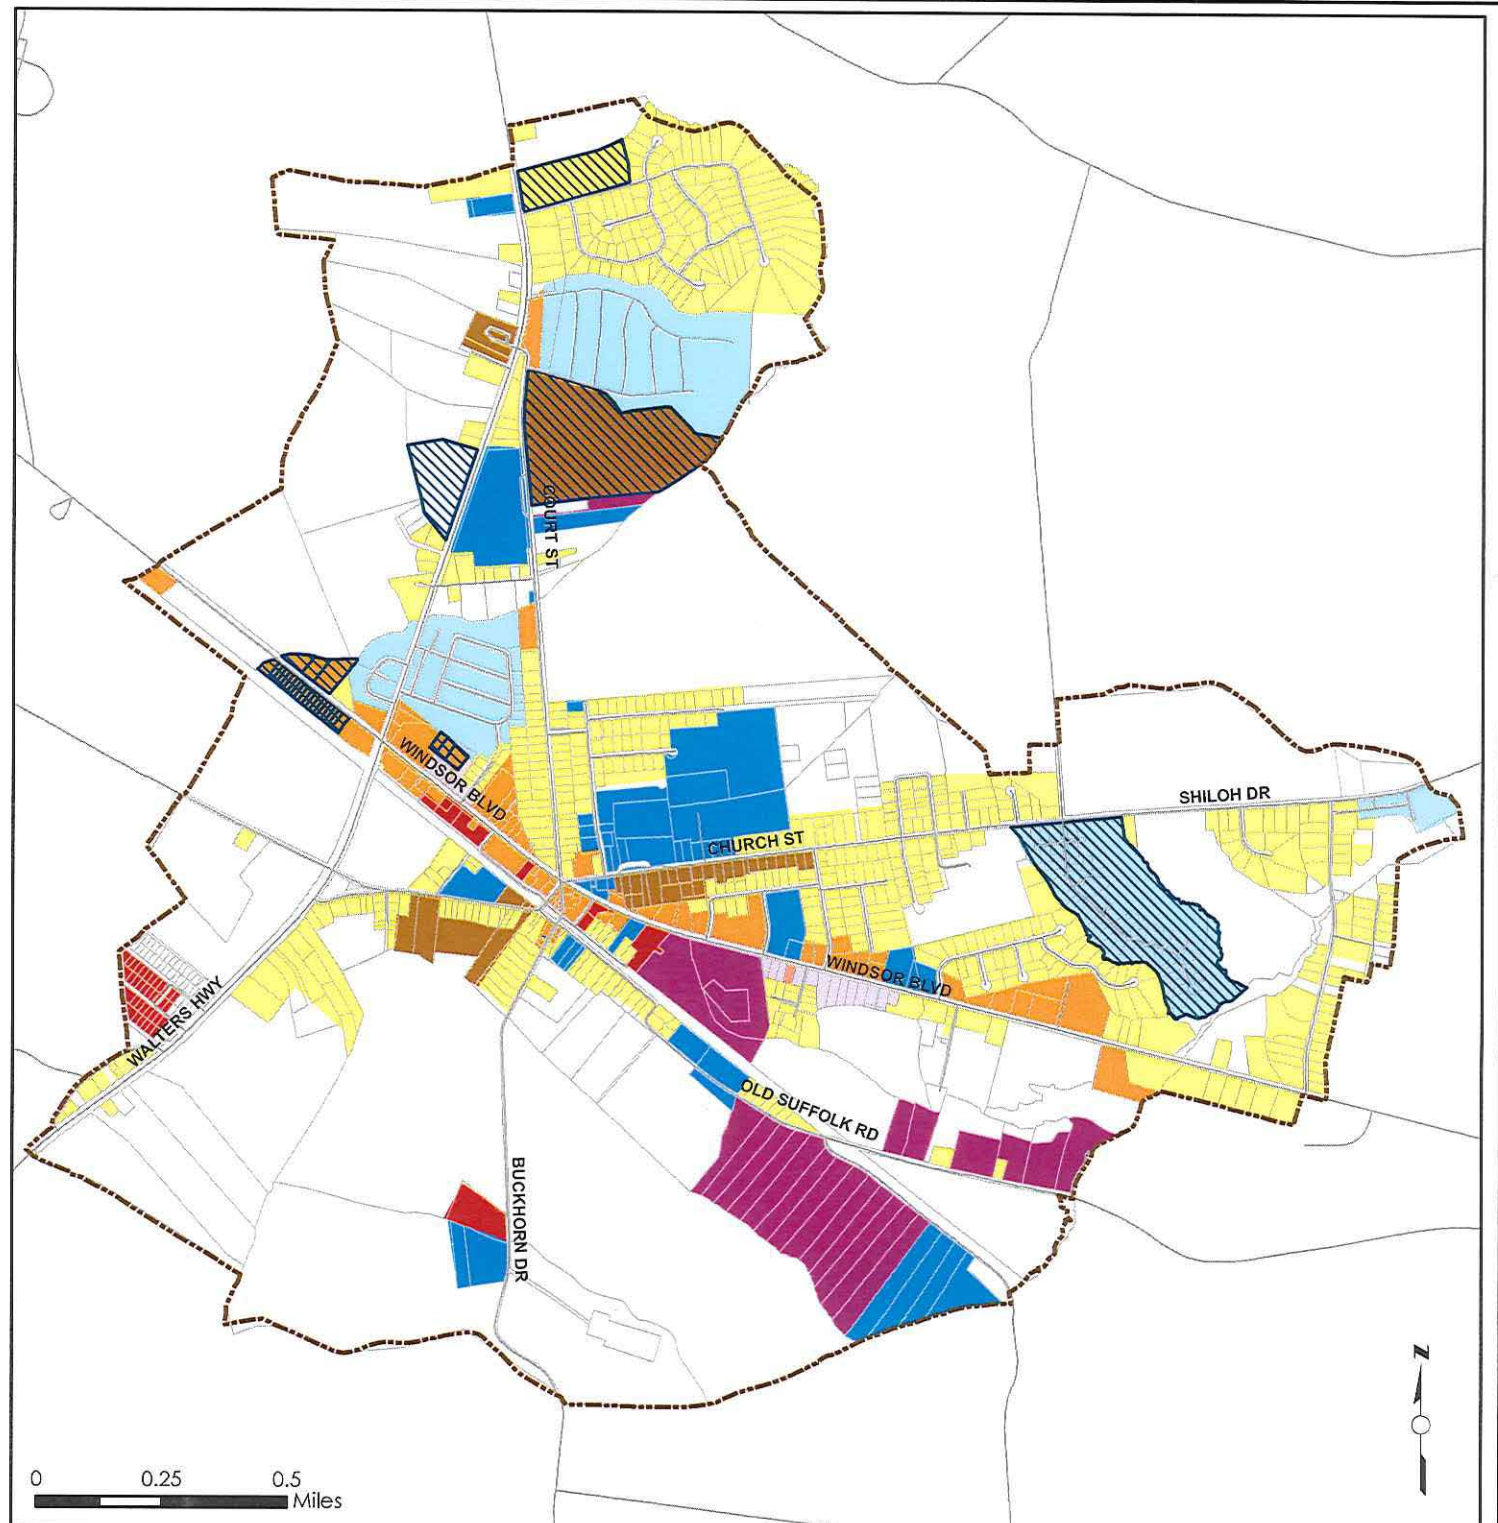 COURT ST
WINDSOR BLVD
SHILOH DR
CHURCH ST
WINDSOR BLVD
WALTERS HWY
OLD SUFFOLK RD
BUCKHORN DR
N
0 0.25 0.5
Miles